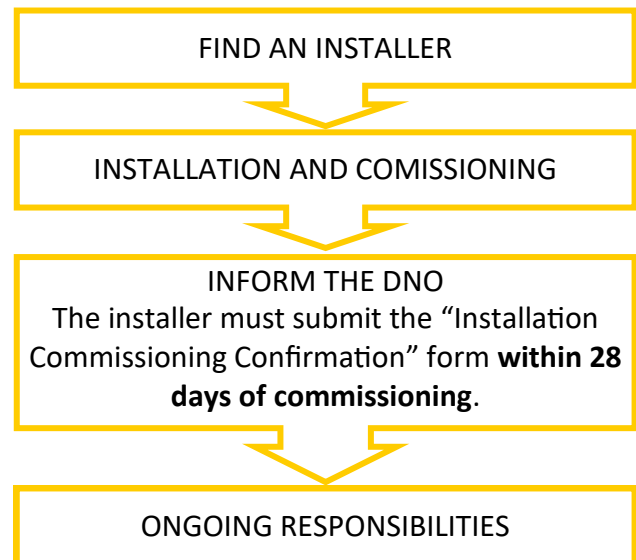 FIND AN INSTALLER
INSTALLATION AND COMISSIONING
INFORM THE DNO
The installer must submit the “Installation
Commissioning Confirmation” form within 28
days of commissioning.
ONGOING RESPONSIBILITIES